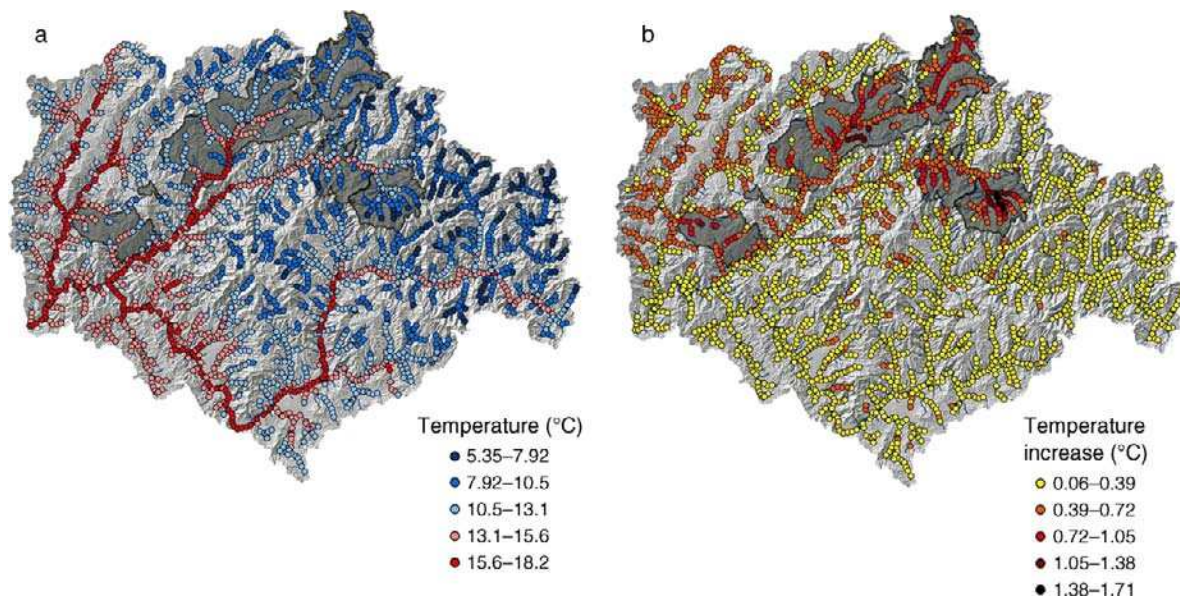 a
b
Temperature (°C)
5.35–7.92
7.92–10.5
10.5–13.1
13.1–15.6
15.6–18.2
Temperature
increase (°C)
0.06–0.39
0.39–0.72
0.72–1.05
1.05–1.38
1.38–1.71